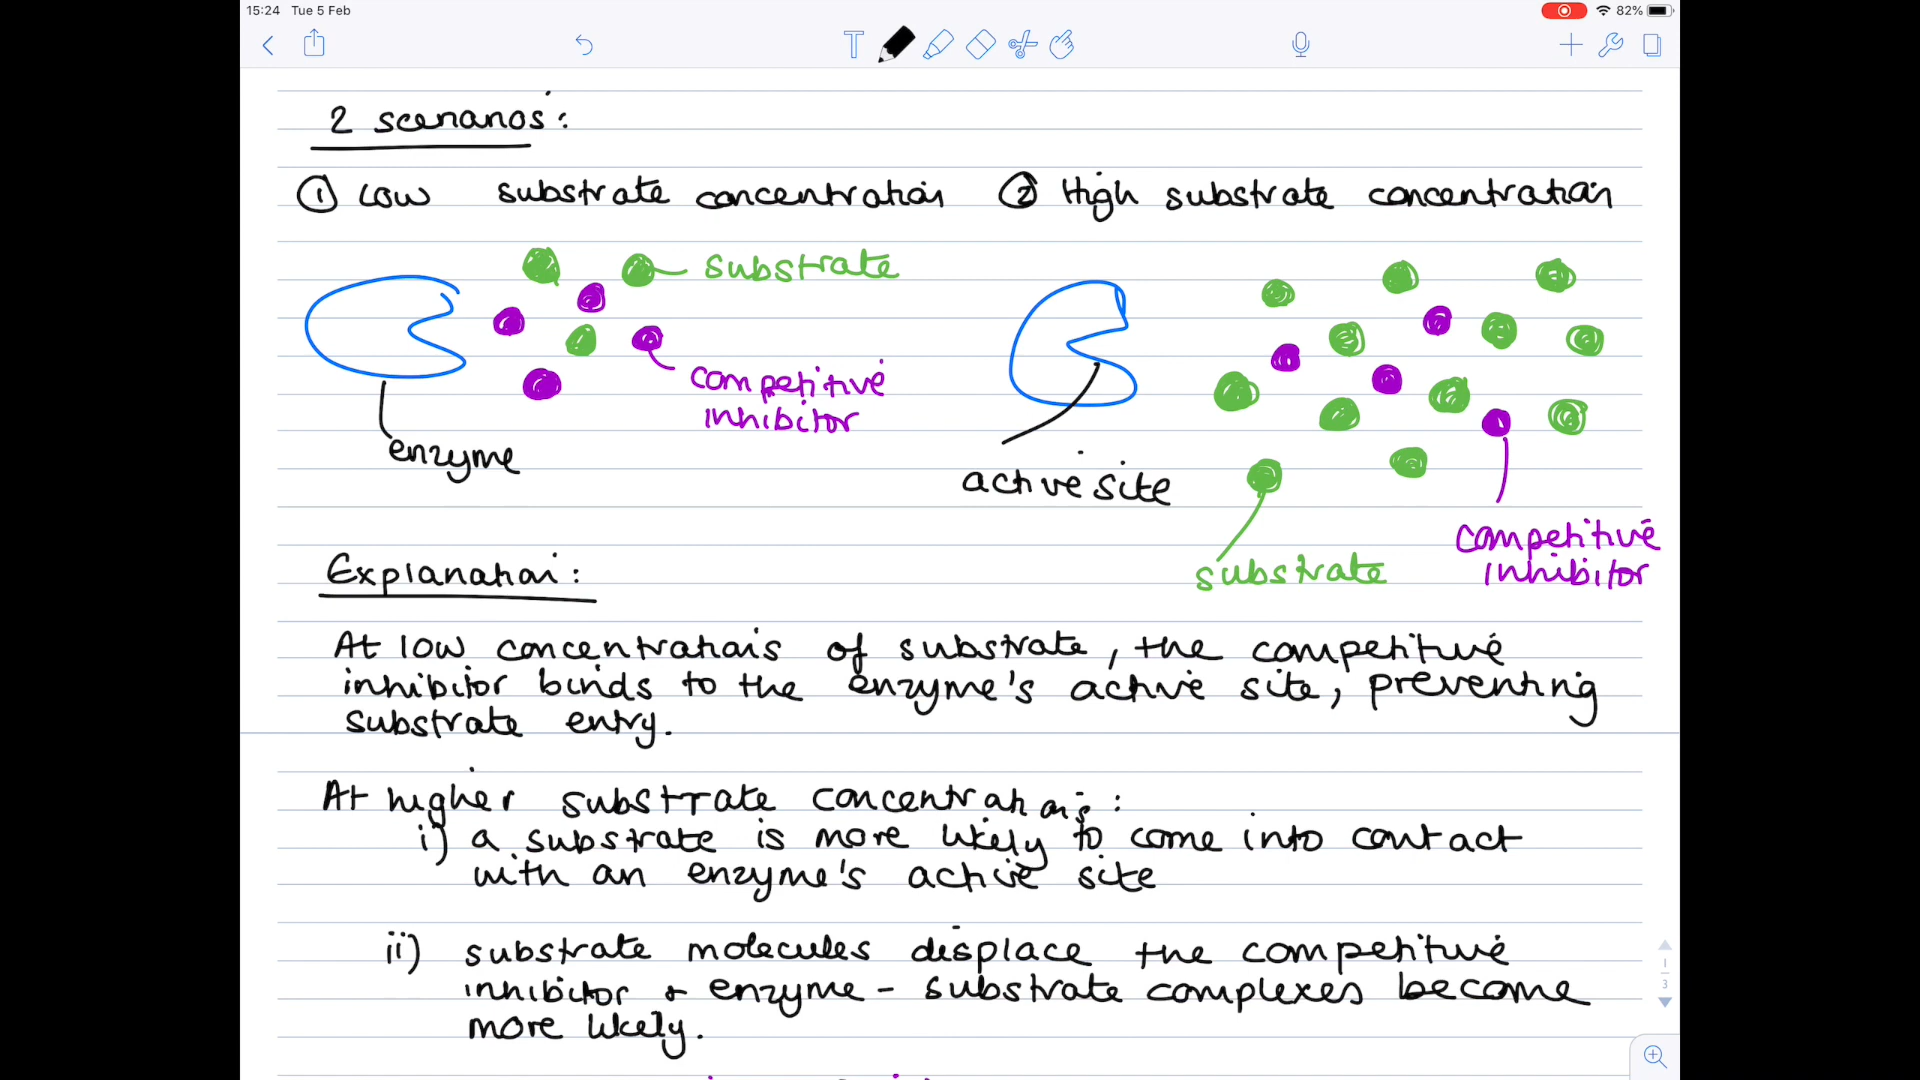 15:24 Tue 5 Feb
82%
T
2 scenarios:
① Low substrate concentration
② High substrate concentration
substrate
competitive
inhibitor
enzyme
active site
substrate
competitive
inhibitor
Explanation:
At low concentrations of substrate, the competitive
inhibitor binds to the enzyme's active site, preventing
substrate entry.
At higher substrate concentrations:
i) a substrate is more likely to come into contact
with an enzyme's active site
ii) substrate molecules displace the competitive
inhibitor + enzyme - substrate complexes become
more likely.
1
3